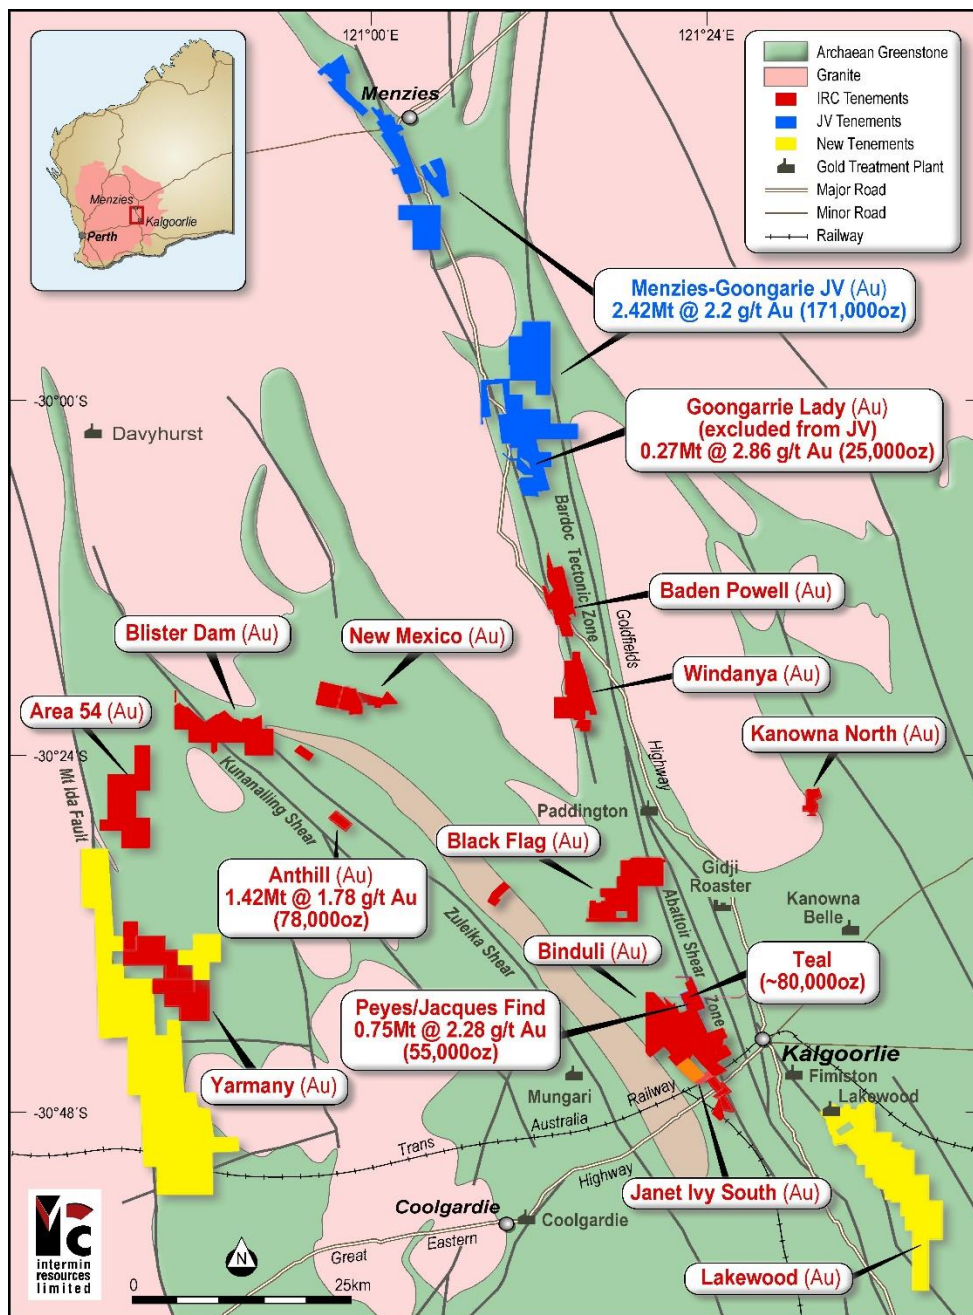 121°00´E
121°24´E
Menzies
Kalgoorlie
Perth
Archaean Greenstone
Granite
IRC Tenements
JV Tenements
New Tenements
Gold Treatment Plant
Major Road
Minor Road
Railway
Menzies
Menzies-Goongarie JV (Au)
2.42Mt @ 2.2 g/t Au (171,000oz)
-30°00´S
Goongarrie Lady (Au)
(excluded from JV)
0.27Mt @ 2.86 g/t Au (25,000oz)
Davyhurst
Bardoc Tectonic Zone
Baden Powell (Au)
Goldfields
Highway
Blister Dam (Au)
New Mexico (Au)
Windanya (Au)
Area 54 (Au)
Kanowna North (Au)
-30°24´S
Mt Ida Fault
Kunanalling Shear
Paddington
Black Flag (Au)
Anthill (Au)
1.42Mt @ 1.78 g/t Au
(78,000oz)
Gidji
Roaster
Kanowna
Belle
Zuleika Shear
Abattoir Shear
Zone
Binduli (Au)
Teal
(~80,000oz)
Peyes/Jacques Find
0.75Mt @ 2.28 g/t Au
(55,000oz)
Kalgoorlie
Fimiston
Yarmany (Au)
Mungari
Lakewood
-30°48´S
Trans
Australia
Railway
Highway
Janet Ivy South (Au)
Coolgardie
Coolgardie
Great
Eastern
intermin
resources
limited
N
0
25km
Lakewood (Au)